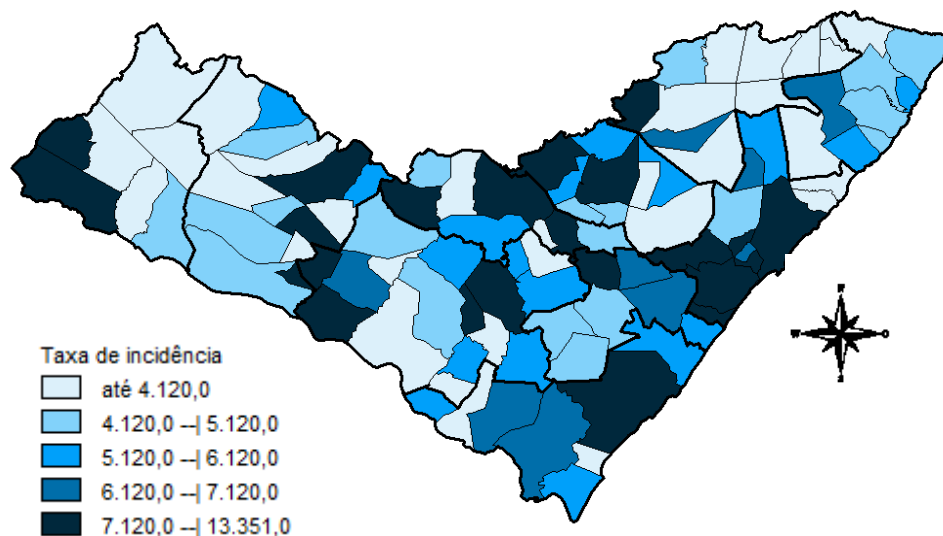 Taxa de incidência
até 4.120,0
4.120,0 --| 5.120,0
5.120,0 --| 6.120,0
6.120,0 --| 7.120,0
7.120,0 --| 13.351,0